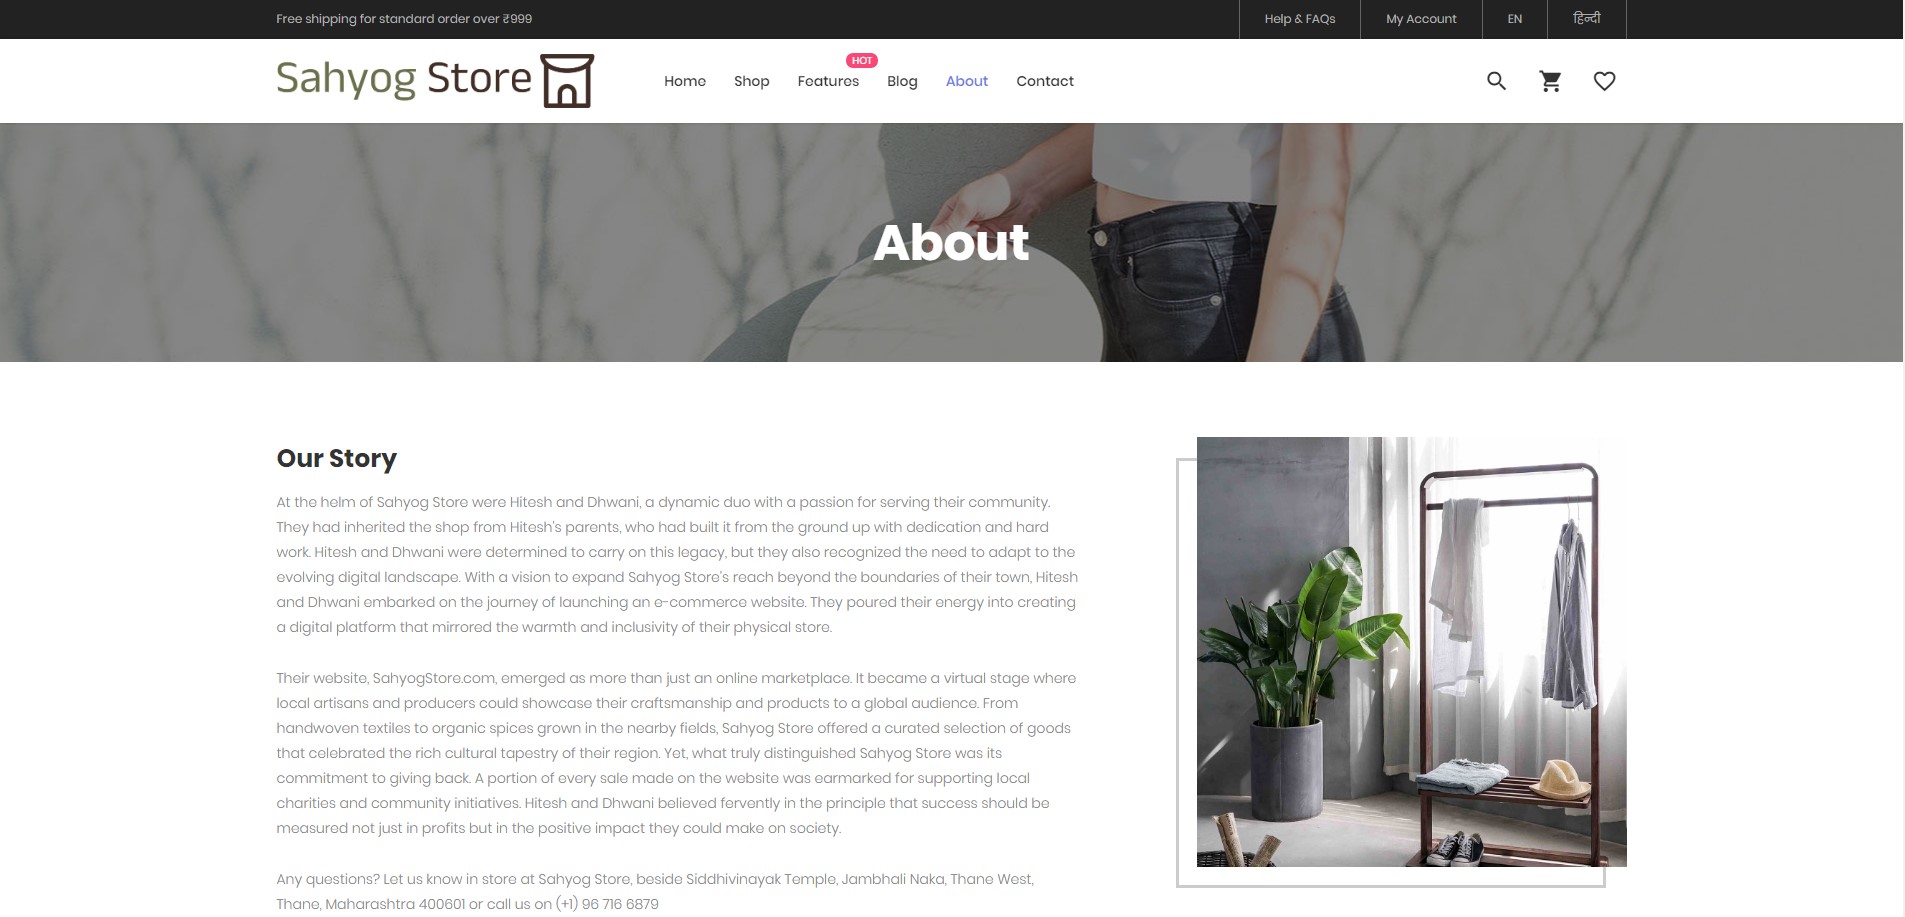 Free shipping for standard order over ₹999
Help & FAQs
My Account
EN
हिन्दी
Sahyog Store
Home
Shop
Features
HOT
Blog
About
Contact
About
Our Story
At the helm of Sahyog Store were Hitesh and Dhwani, a dynamic duo with a passion for serving their community.
They had inherited the shop from Hitesh's parents, who had built it from the ground up with dedication and hard
work. Hitesh and Dhwani were determined to carry on this legacy, but they also recognized the need to adapt to the
evolving digital landscape. With a vision to expand Sahyog Store's reach beyond the boundaries of their town, Hitesh
and Dhwani embarked on the journey of launching an e-commerce website. They poured their energy into creating
a digital platform that mirrored the warmth and inclusivity of their physical store.
Their website, SahyogStore.com, emerged as more than just an online marketplace. It became a virtual stage where
local artisans and producers could showcase their craftsmanship and products to a global audience. From
handwoven textiles to organic spices grown in the nearby fields, Sahyog Store offered a curated selection of goods
that celebrated the rich cultural tapestry of their region. Yet, what truly distinguished Sahyog Store was its
commitment to giving back. A portion of every sale made on the website was earmarked for supporting local
charities and community initiatives. Hitesh and Dhwani believed fervently in the principle that success should be
measured not just in profits but in the positive impact they could make on society.
Any questions? Let us know in store at Sahyog Store, beside Siddhivinayak Temple, Jambhali Naka, Thane West,
Thane, Maharashtra 400601 or call us on (+1) 96 716 6879